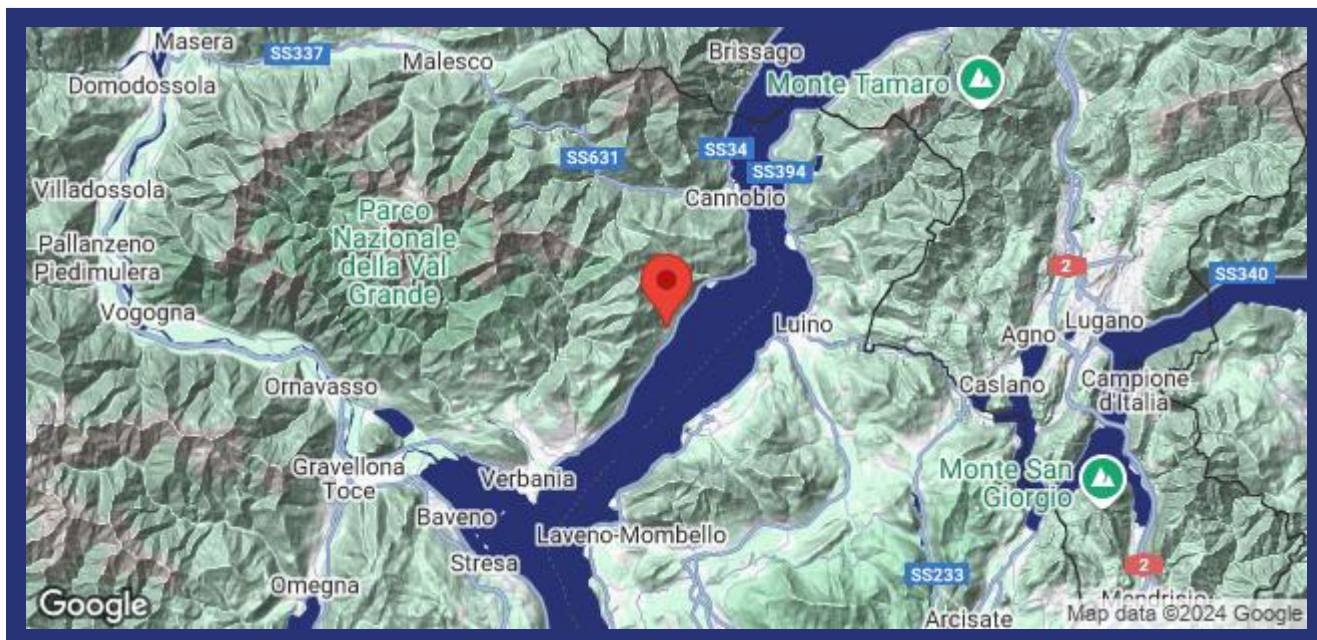 Masera
SS337
Domodossola
Malesco
Brissago
Monte Tamaro
SS34
SS631
SS394
Villadossola
Cannobio
Parco
Nazionale
della Val
Grande
Pallanzeno
Piedimulera
2
SS340
Vogogna
Luino
Agno
Lugano
Ornavasso
Caslano
Campione
d'Italia
Gravellona
Toce
Verbania
Monte San
Giorgio
Baveno
Laveno-Mombello
Stresa
SS233
2
Omegna
Mendrisio
Arcisate
Google
Map data ©2024 Google